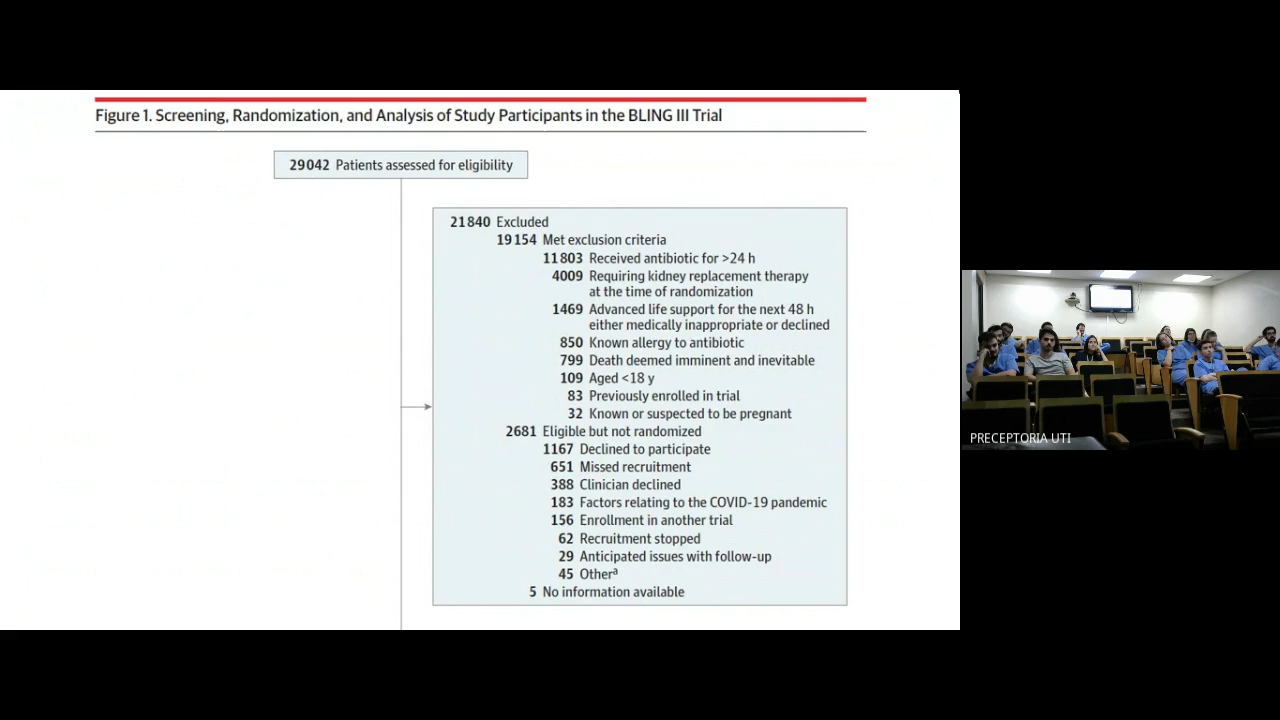 Figure 1. Screening, Randomization, and Analysis of Study Participants in the BLING III Trial
29042 Patients assessed for eligibility
21840 Excluded
19154 Met exclusion criteria
11803 Received antibiotic for >24 h
4009 Requiring kidney replacement therapy
at the time of randomization
1469 Advanced life support for the next 48 h
either medically inappropriate or declined
850 Known allergy to antibiotic
799 Death deemed imminent and inevitable
109 Aged <18 y
83 Previously enrolled in trial
32 Known or suspected to be pregnant
2681 Eligible but not randomized
1167 Declined to participate
651 Missed recruitment
388 Clinician declined
183 Factors relating to the COVID-19 pandemic
156 Enrollment in another trial
62 Recruitment stopped
29 Anticipated issues with follow-up
45 Otherᵃ
5 No information available
PRECEPTORIA UTI